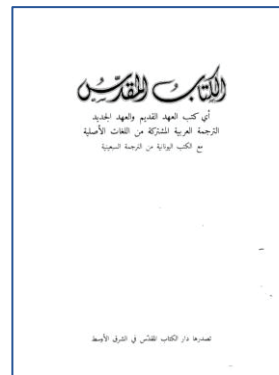 الكتاب المقدس
أي كتب العهد القديم والعهد الجديد
الترجمة العربية المشتركة من اللغات الأصلية
مع الكتب اليونانية من الترجمة السبعينية
تصدرها دار الكتاب المقدس في الشرق الأوسط